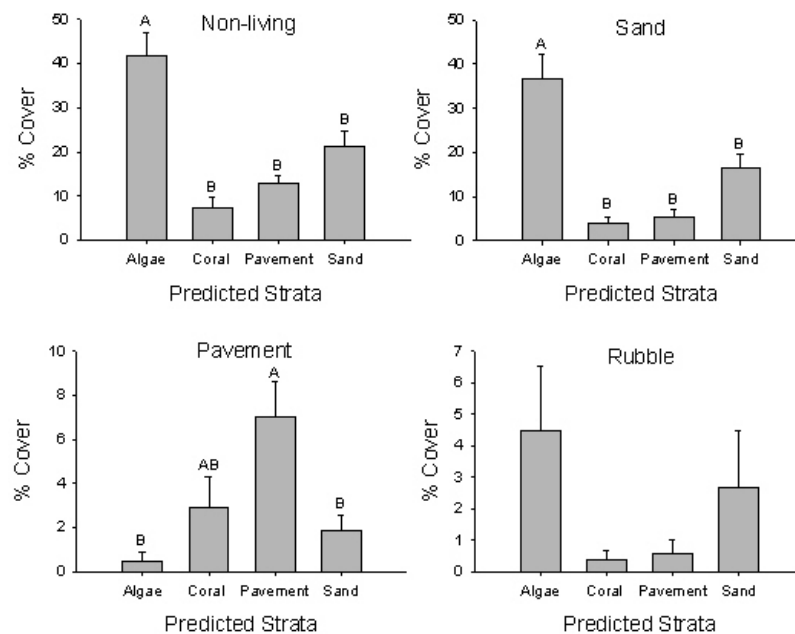 Non-living
50
40
30
20
10
0
% Cover
A
B
B
B
Algae Coral Pavement Sand
Predicted Strata
Sand
50
40
30
20
10
0
% Cover
A
B
B
B
Algae Coral Pavement Sand
Predicted Strata
Pavement
10
8
6
4
2
0
% Cover
B
AB
A
B
Algae Coral Pavement Sand
Predicted Strata
Rubble
7
6
5
4
3
2
1
0
% Cover
Algae Coral Pavement Sand
Predicted Strata